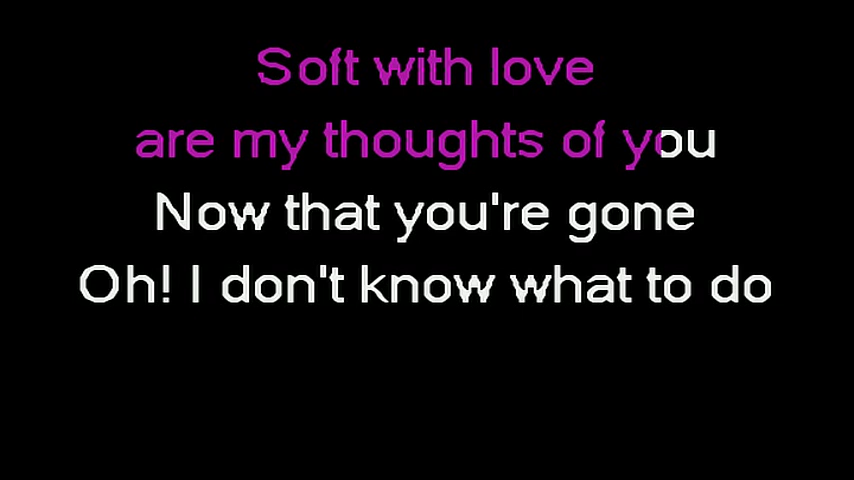 Soft with love
are my thoughts of you
Now that you're gone
Oh! I don't know what to do